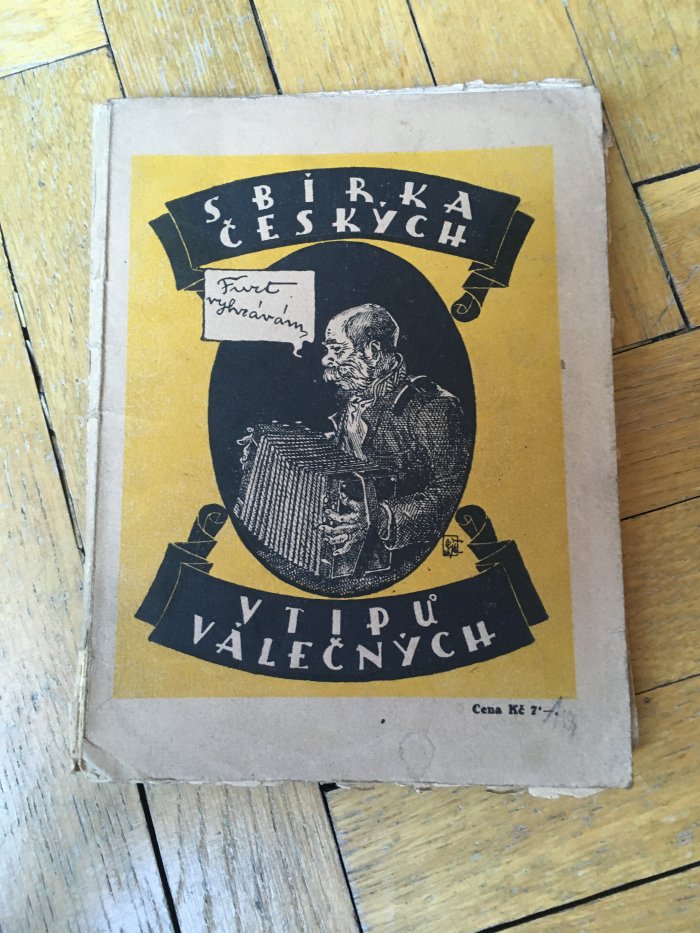 SBÍRKA
ČESKÝCH
Furt
vyhrávám
VTIPŮ
VÁLEČNÝCH
Cena Kč 7·—.